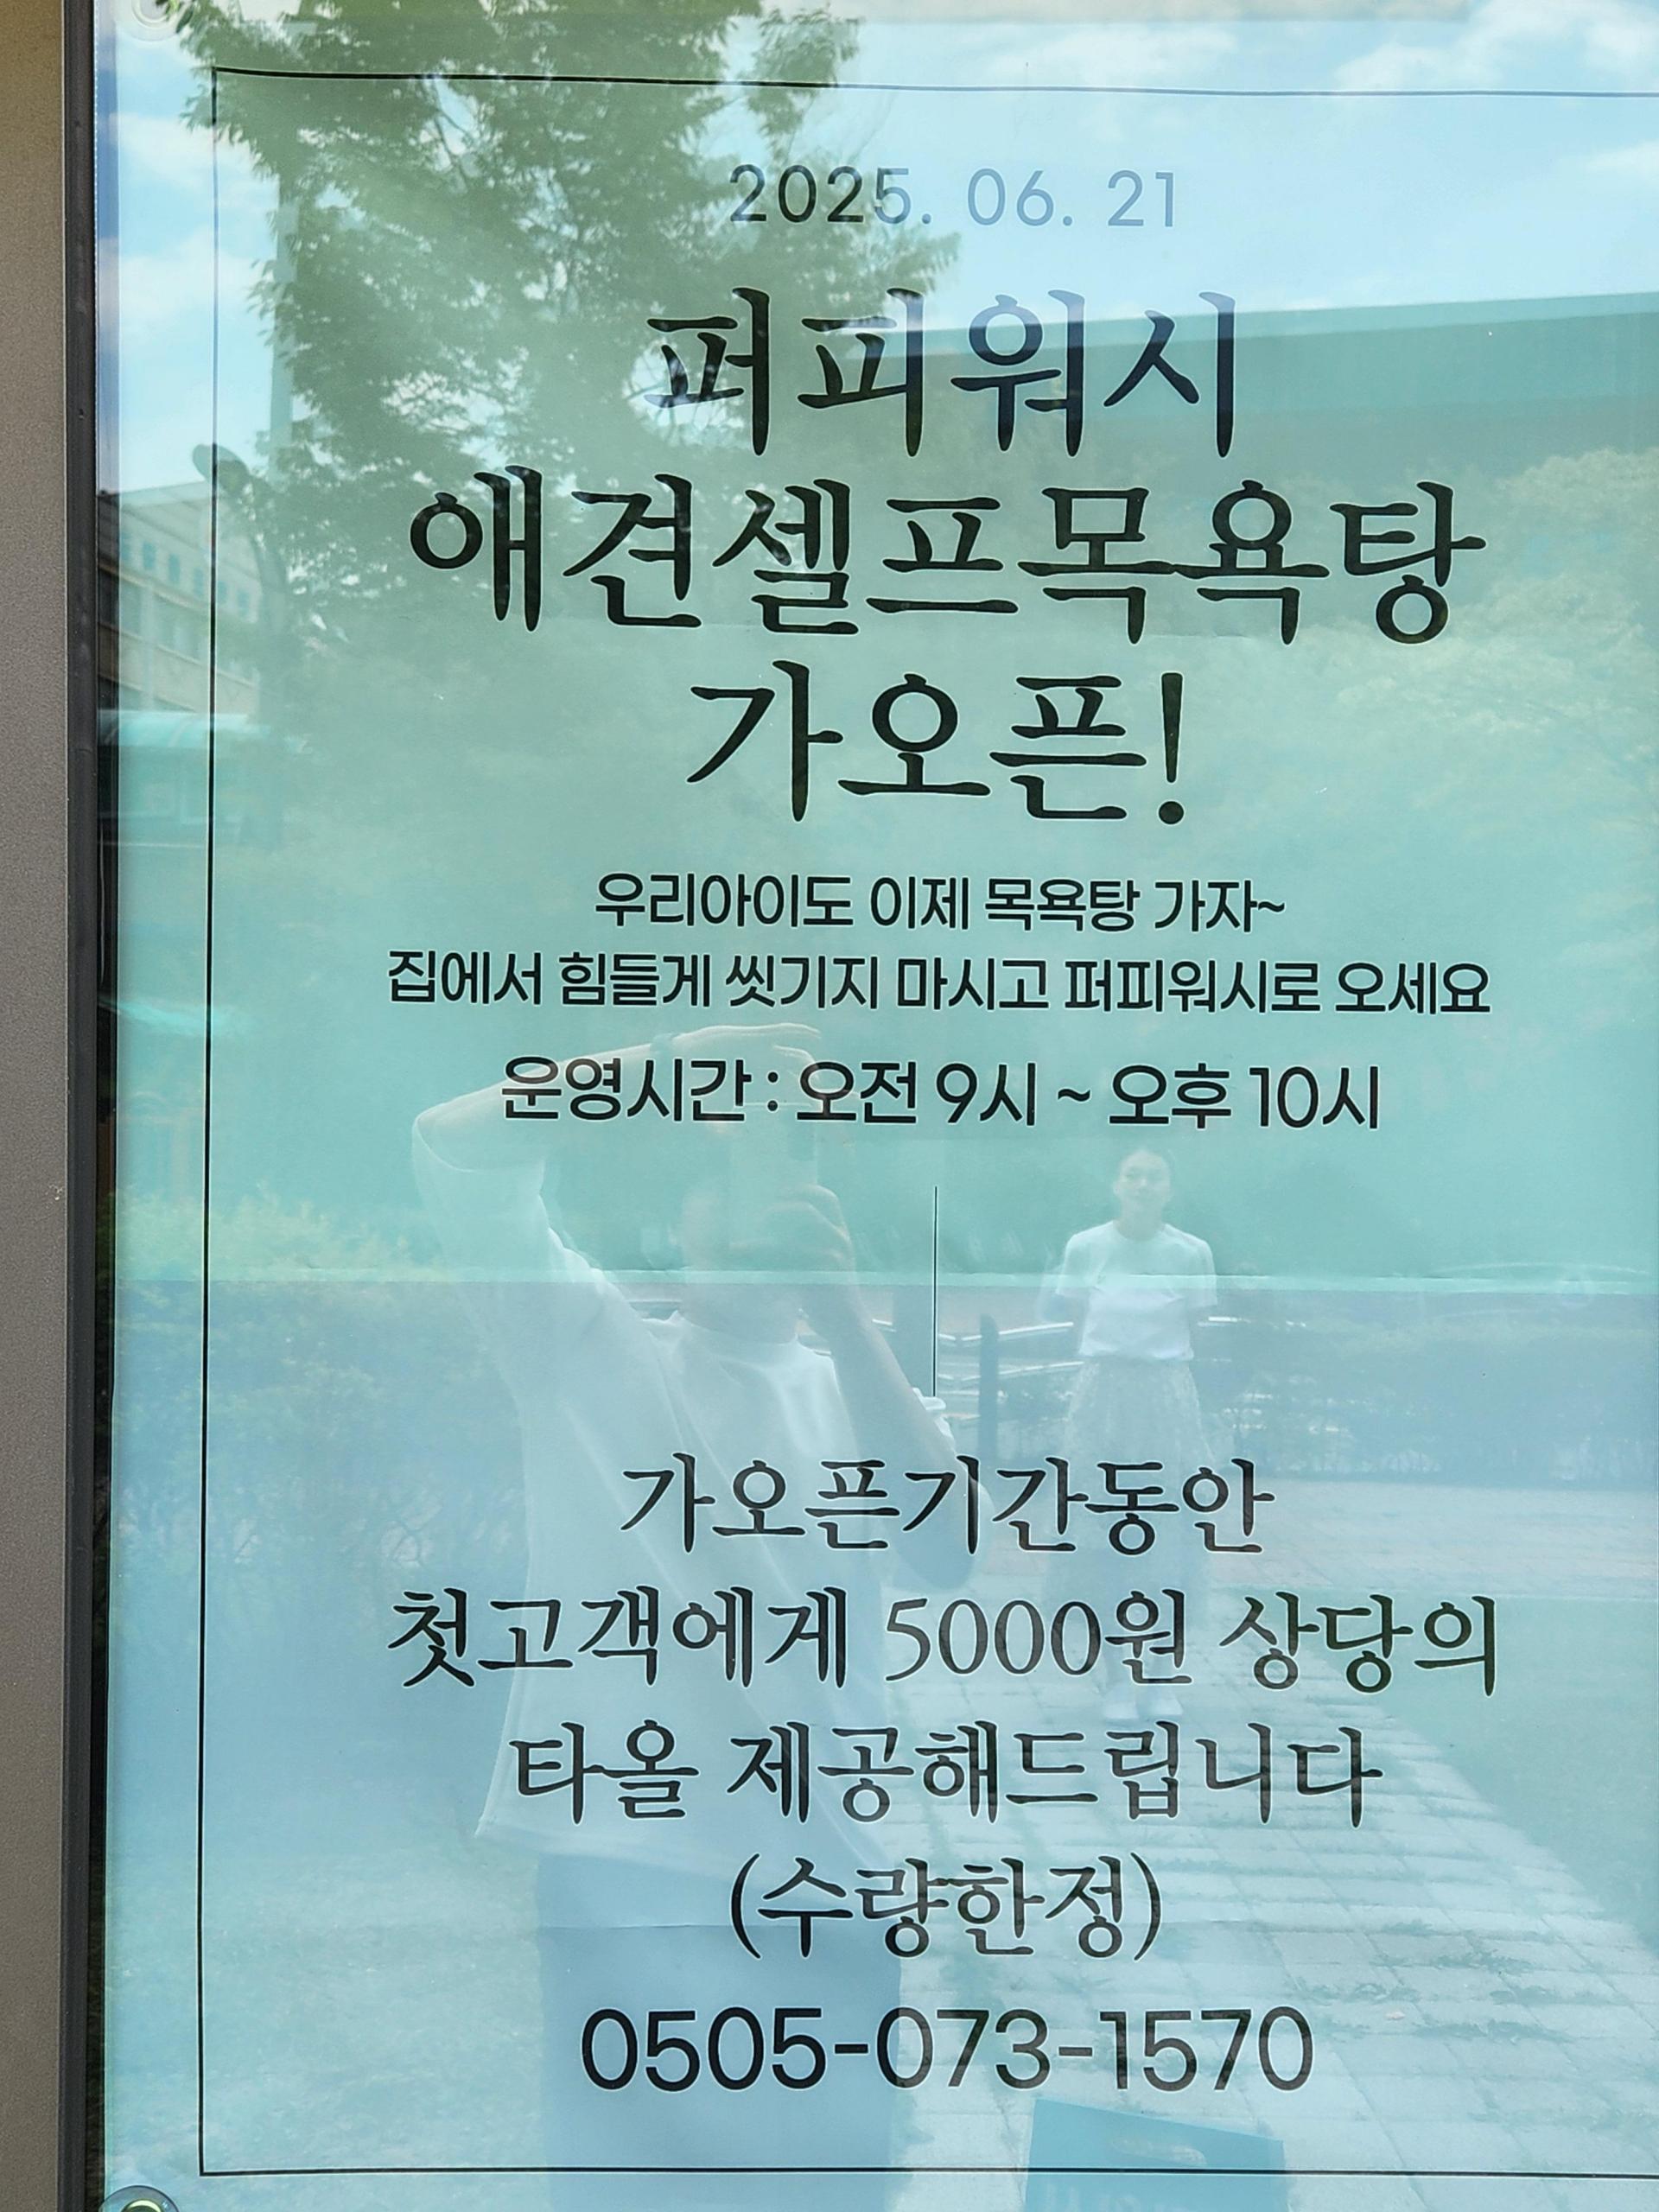 2025. 06. 21
퍼피워시
애견셀프목욕탕
가오픈!
우리아이도 이제 목욕탕 가자~
집에서 힘들게 씻기지 마시고 퍼피워시로 오세요
운영시간 : 오전 9시 ~ 오후 10시
가오픈기간동안
첫고객에게 5000원 상당의
타올 제공해드립니다
(수량한정)
0505-073-1570